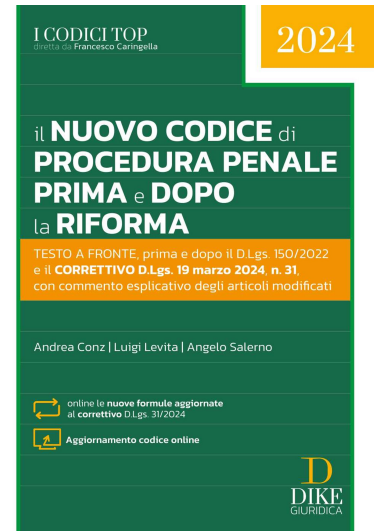 I CODICI TOP
diretta da Francesco Caringella
2024
il NUOVO CODICE di
PROCEDURA PENALE
PRIMA e DOPO
la RIFORMA
TESTO A FRONTE, prima e dopo il D.Lgs. 150/2022
e il CORRETTIVO D.Lgs. 19 marzo 2024, n. 31,
con commento esplicativo degli articoli modificati
Andrea Conz | Luigi Levita | Angelo Salerno
online le nuove formule aggiornate
al correttivo D.Lgs. 31/2024
Aggiornamento codice online
D
DIKE
GIURIDICA